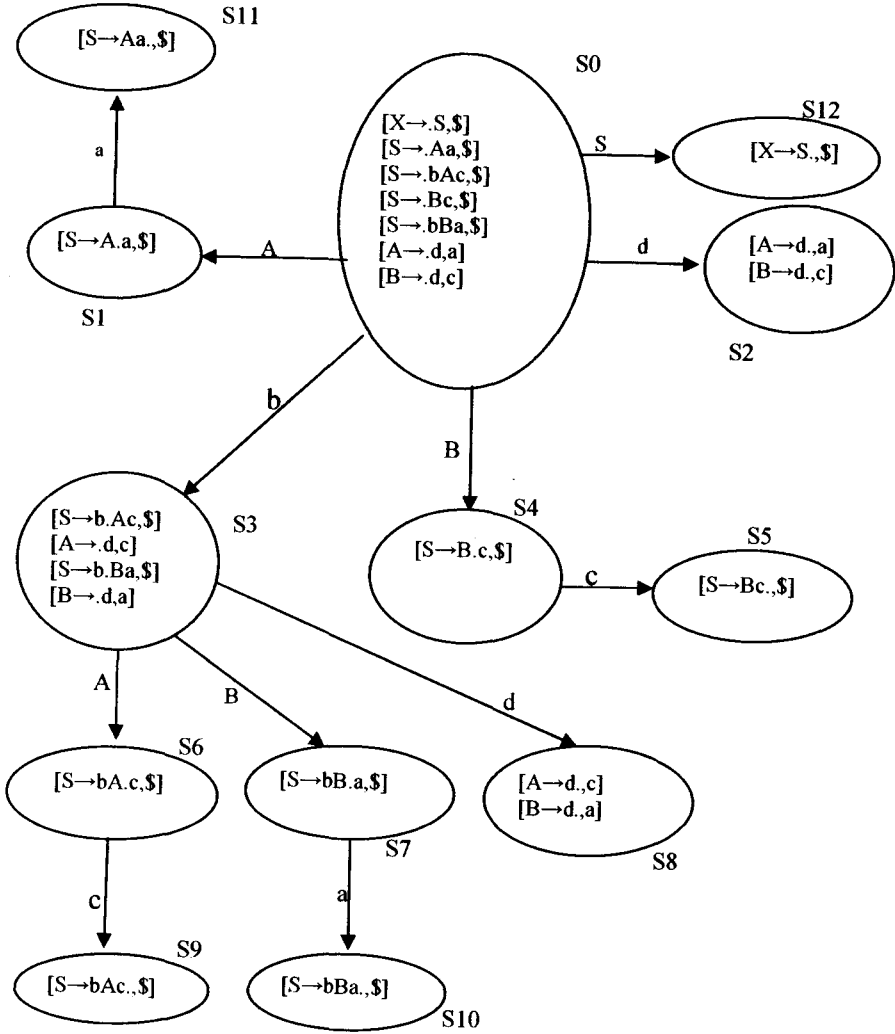 S11
[S→Aa.,$]
S0
a
[X→.S,$]
[S→.Aa,$]
[S→.bAc,$]
[S→.Bc,$]
[S→.bBa,$]
[A→.d,a]
[B→.d,c]
S
S12
[X→S.,$]
[S→A.a,$]
A
S1
d
[A→d.,a]
[B→d.,c]
S2
b
B
[S→b.Ac,$]
[A→.d,c]
[S→b.Ba,$]
[B→.d,a]
S3
S4
[S→B.c,$]
c
S5
[S→Bc.,$]
A
B
d
S6
[S→bA.c,$]
[S→bB.a,$]
S7
[A→d.,c]
[B→d.,a]
S8
c
a
S9
[S→bAc.,$]
[S→bBa.,$]
S10